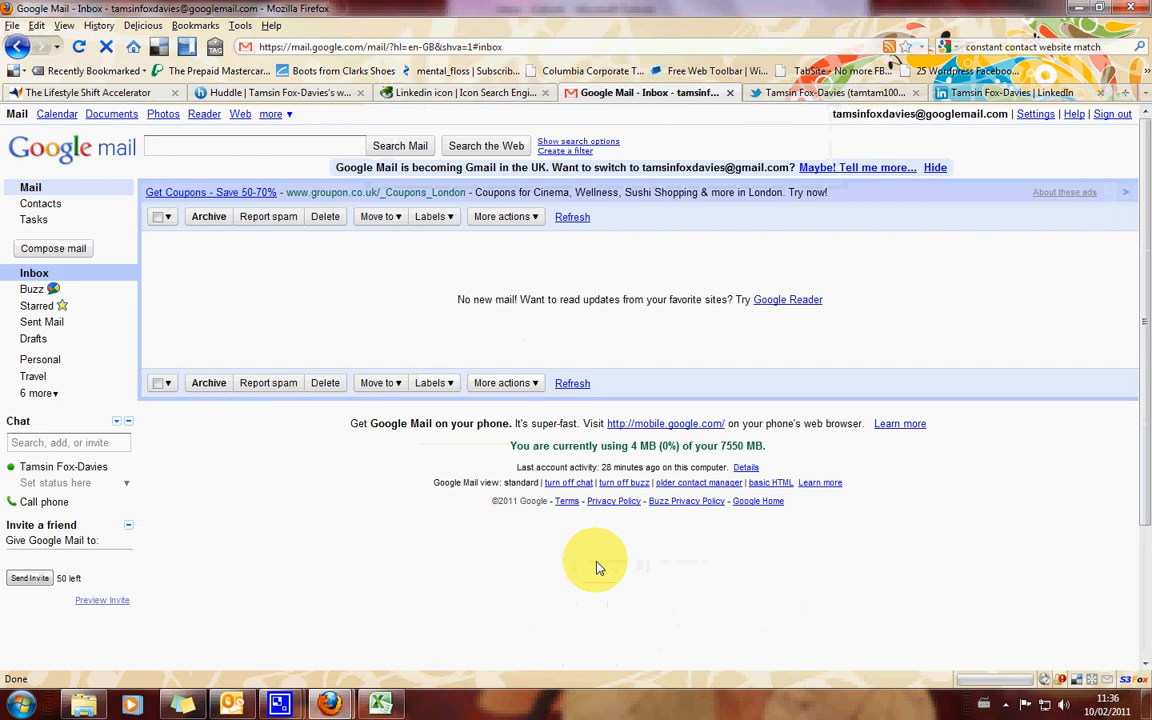 Google Mail - Inbox - tamsinfoxdavies@googlemail.com - Mozilla Firefox
File Edit View History Delicious Bookmarks Tools Help
TAG https://mail.google.com/mail/?hl=en-GB&shva=1#inbox constant contact website match
Recently Bookmarked The Prepaid Mastercar... Boots from Clarks Shoes mental_floss | Subscrib... Columbia Corporate T... Free Web Toolbar | Wi... TabSite - No more FB... 25 Wordpress Faceboo...
The Lifestyle Shift Accelerator Huddle | Tamsin Fox-Davies's w... Linkedin icon | Icon Search Engi... Google Mail - Inbox - tamsinf... Twitter Tamsin Fox-Davies (tamtam100... Tamsin Fox-Davies | LinkedIn
Mail Calendar Documents Photos Reader Web more ▼ tamsinfoxdavies@googlemail.com | Settings | Help | Sign out
Google mail Search Mail Search the Web Show search options
Create a filter
Google Mail is becoming Gmail in the UK. Want to switch to tamsinfoxdavies@gmail.com? Maybe! Tell me more... Hide
Mail
Contacts
Tasks
Compose mail
Inbox
Buzz
Starred
Sent Mail
Drafts
Personal
Travel
6 more▼
Chat
Search, add, or invite
Tamsin Fox-Davies
Set status here
Call phone
Invite a friend
Give Google Mail to:
Send Invite 50 left
Preview Invite
Get Coupons - Save 50-70% - www.groupon.co.uk/_Coupons_London - Coupons for Cinema, Wellness, Sushi Shopping & more in London. Try now! About these ads >
Archive Report spam Delete Move to ▼ Labels ▼ More actions ▼ Refresh
No new mail! Want to read updates from your favorite sites? Try Google Reader
Archive Report spam Delete Move to ▼ Labels ▼ More actions ▼ Refresh
Get Google Mail on your phone. It's super-fast. Visit http://mobile.google.com/ on your phone's web browser. Learn more
You are currently using 4 MB (0%) of your 7550 MB.
Last account activity: 28 minutes ago on this computer. Details
Google Mail view: standard | turn off chat | turn off buzz | older contact manager | basic HTML Learn more
©2011 Google - Terms - Privacy Policy - Buzz Privacy Policy - Google Home
Done S3Fox
11:36
10/02/2011